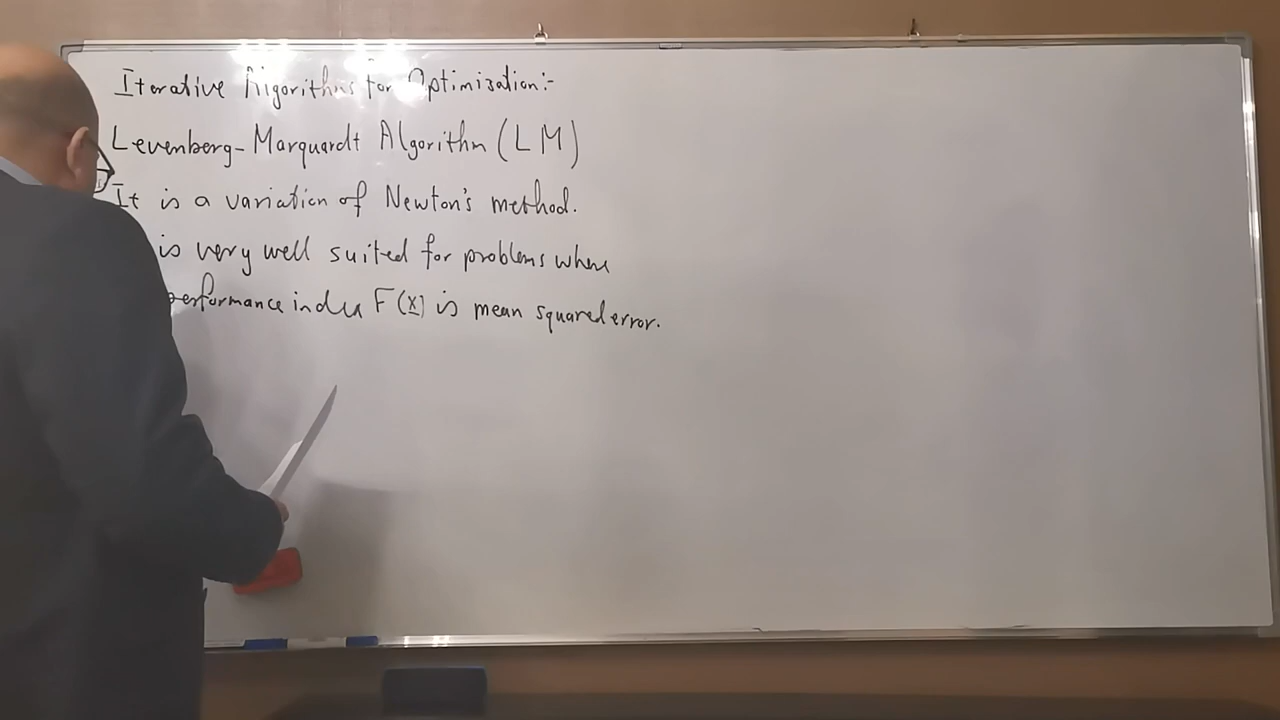 Iterative Algorithms for Optimization:-
Levenberg-Marquardt Algorithm (LM)
It is a variation of Newton's method.
is very well suited for problems where
performance index F(x) is mean squared error.